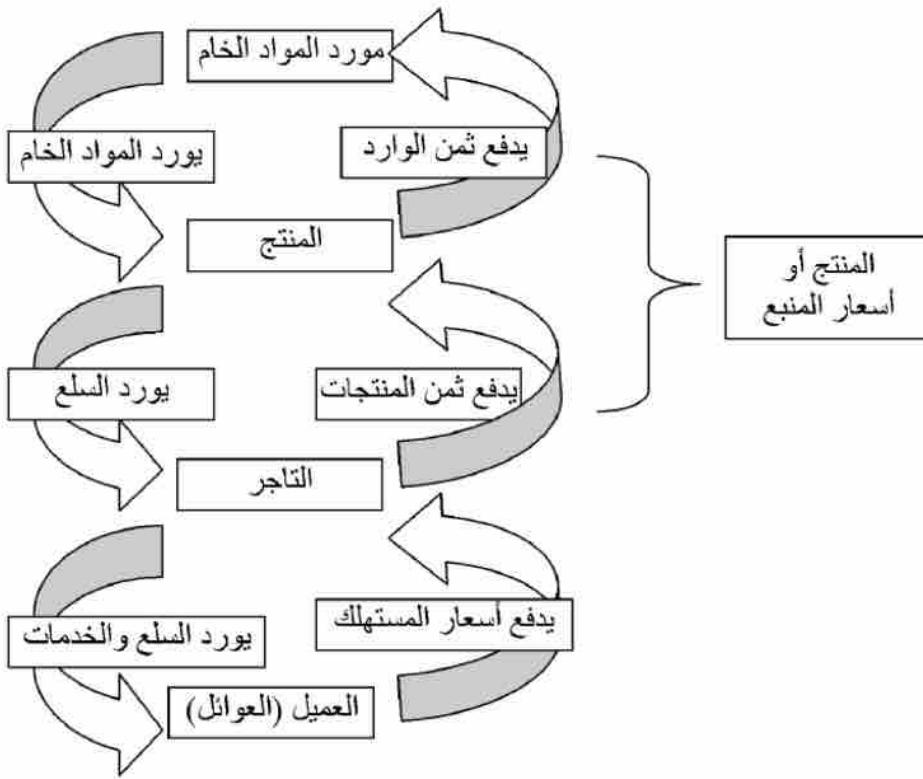 مورد المواد الخام
يدفع ثمن الوارد
يورد المواد الخام
المنتج
المنتج أو
أسعار المنبع
يدفع ثمن المنتجات
يورد السلع
التاجر
يدفع أسعار المستهلك
يورد السلع والخدمات
العميل (العوائل)